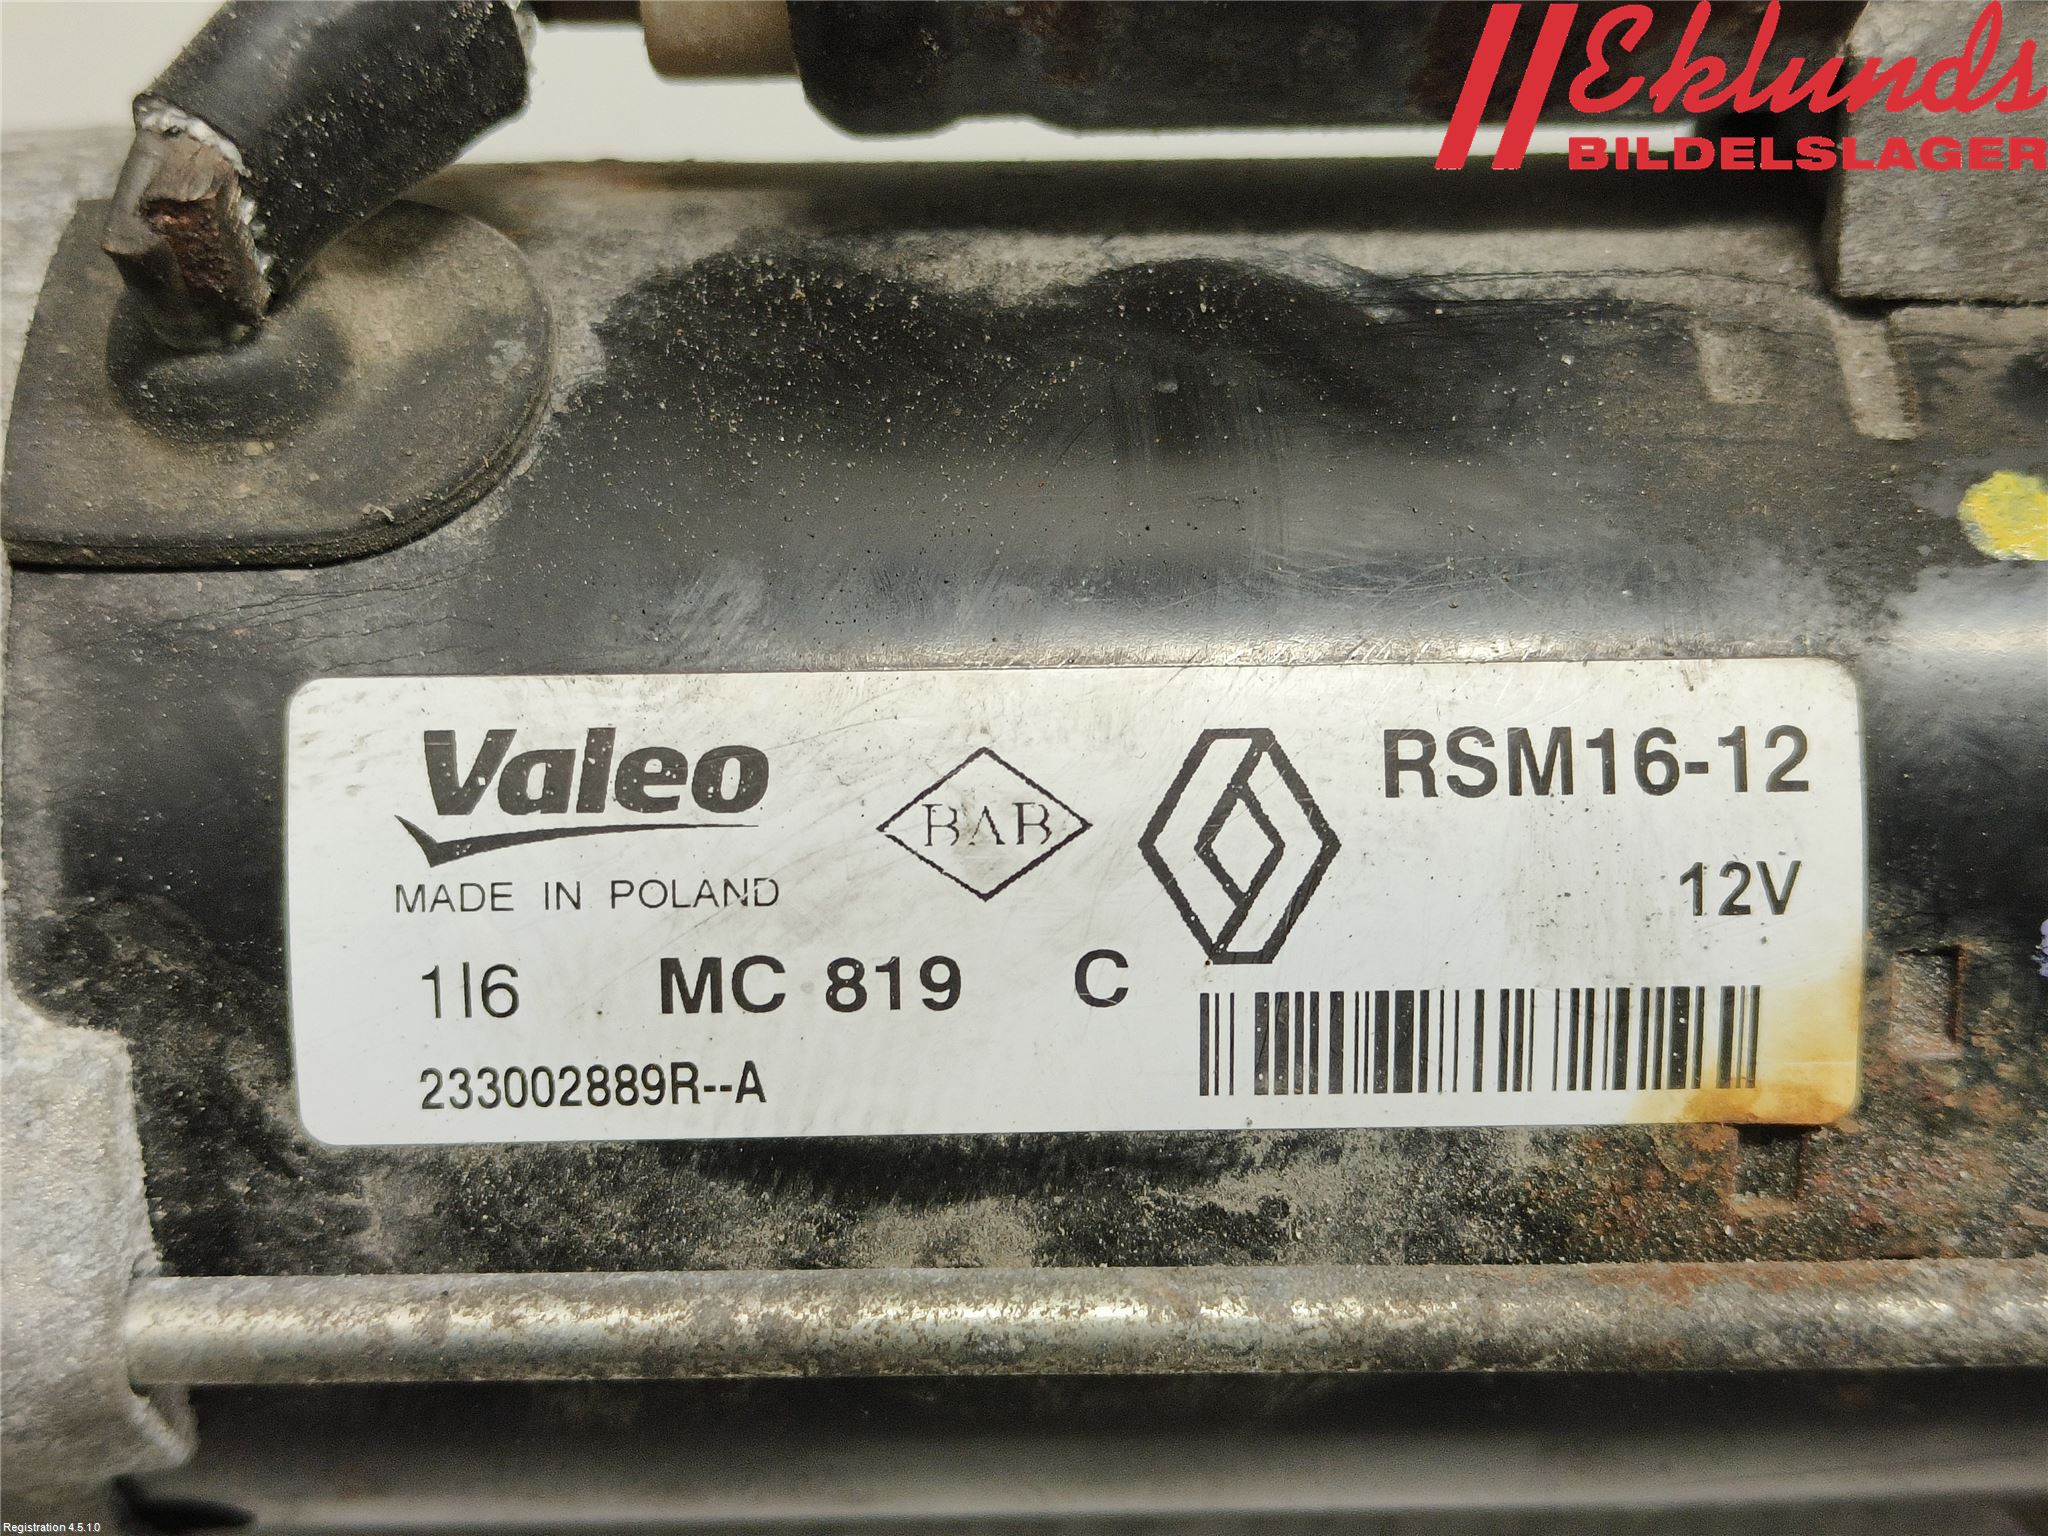 Eklunds
BILDELSLAGER
Valeo
MADE IN POLAND
BAB
RSM16-12
12V
1I6 MC 819 C
233002889R--A
Registration 4.5.1.0